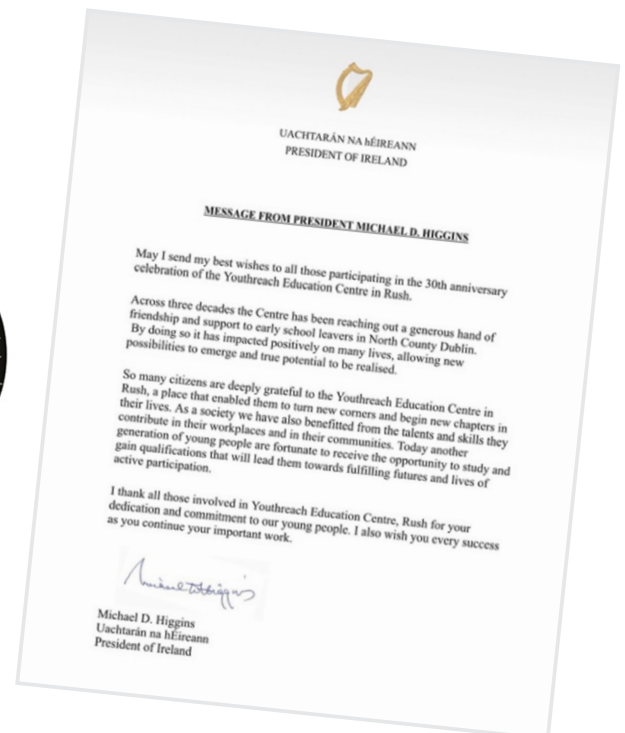 UACHTARÁN NA hÉIREANN
PRESIDENT OF IRELAND
MESSAGE FROM PRESIDENT MICHAEL D. HIGGINS
May I send my best wishes to all those participating in the 30th anniversary
celebration of the Youthreach Education Centre in Rush.
Across three decades the Centre has been reaching out a generous hand of
friendship and support to early school leavers in North County Dublin.
By doing so it has impacted positively on many lives, allowing new
possibilities to emerge and true potential to be realised.
So many citizens are deeply grateful to the Youthreach Education Centre in
Rush, a place that enabled them to turn new corners and begin new chapters in
their lives. As a society we have also benefitted from the talents and skills they
contribute in their workplaces and in their communities. Today another
generation of young people are fortunate to receive the opportunity to study and
gain qualifications that will lead them towards fulfilling futures and lives of
active participation.
I thank all those involved in Youthreach Education Centre, Rush for your
dedication and commitment to our young people. I also wish you every success
as you continue your important work.
Michael D Higgins
Michael D. Higgins
Uachtarán na hÉireann
President of Ireland